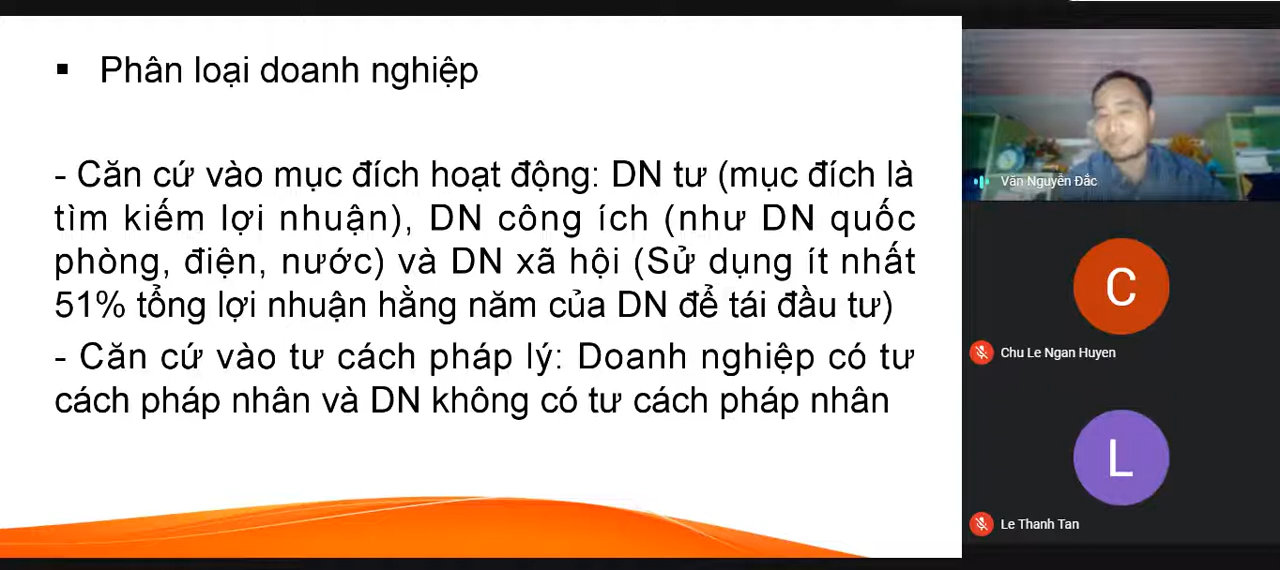 ▪ Phân loại doanh nghiệp
- Căn cứ vào mục đích hoạt động: DN tư (mục đích là
tìm kiếm lợi nhuận), DN công ích (như DN quốc
phòng, điện, nước) và DN xã hội (Sử dụng ít nhất
51% tổng lợi nhuận hằng năm của DN để tái đầu tư)
- Căn cứ vào tư cách pháp lý: Doanh nghiệp có tư
cách pháp nhân và DN không có tư cách pháp nhân
Văn Nguyễn Đắc
C
Chu Le Ngan Huyen
L
Le Thanh Tan